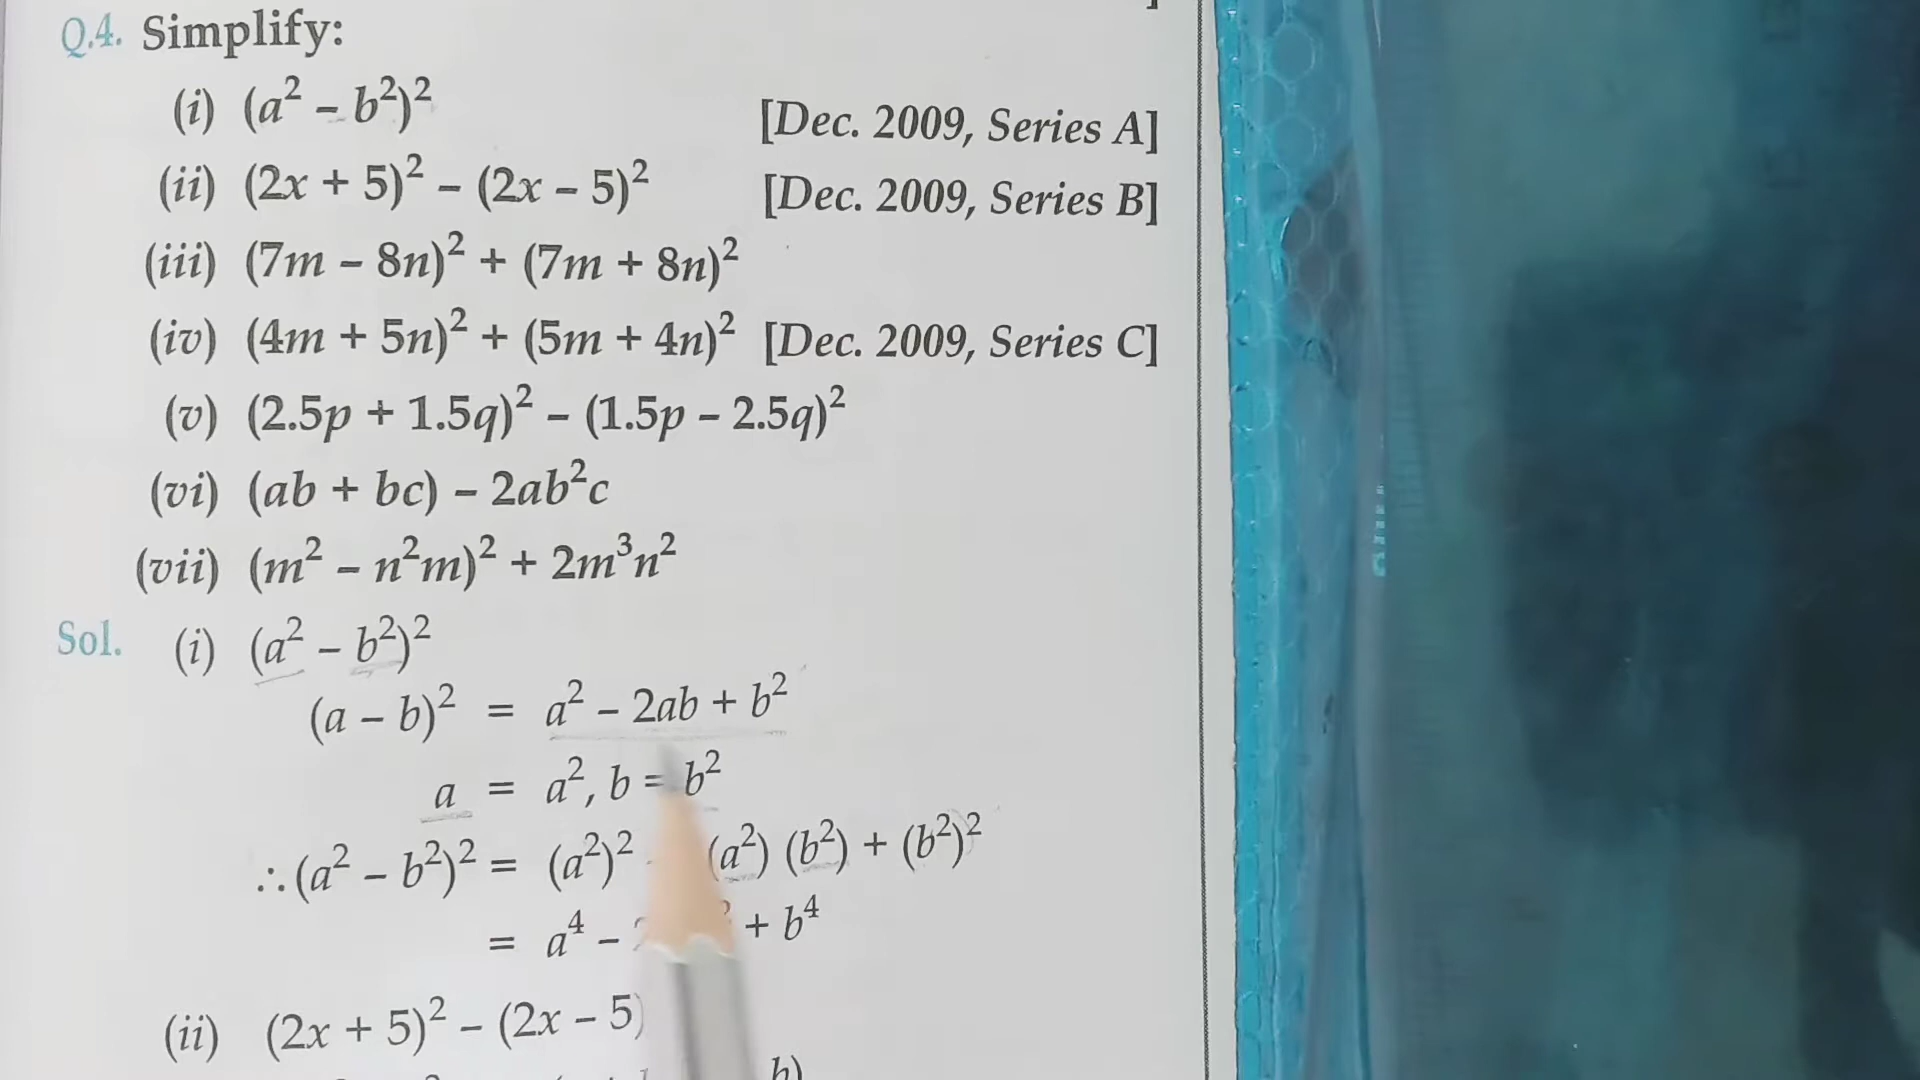 Q.4. Simplify:
(i) (a² – b²)² [Dec. 2009, Series A]
(ii) (2x + 5)² – (2x – 5)² [Dec. 2009, Series B]
(iii) (7m – 8n)² + (7m + 8n)²
(iv) (4m + 5n)² + (5m + 4n)² [Dec. 2009, Series C]
(v) (2.5p + 1.5q)² – (1.5p – 2.5q)²
(vi) (ab + bc) – 2ab²c
(vii) (m² – n²m)² + 2m³n²
Sol. (i) (a² – b²)²
(a – b)² = a² – 2ab + b²
a = a², b = b²
∴ (a² – b²)² = (a²)² (a²) (b²) + (b²)²
= a⁴ – + b⁴
(ii) (2x + 5)² – (2x – 5)